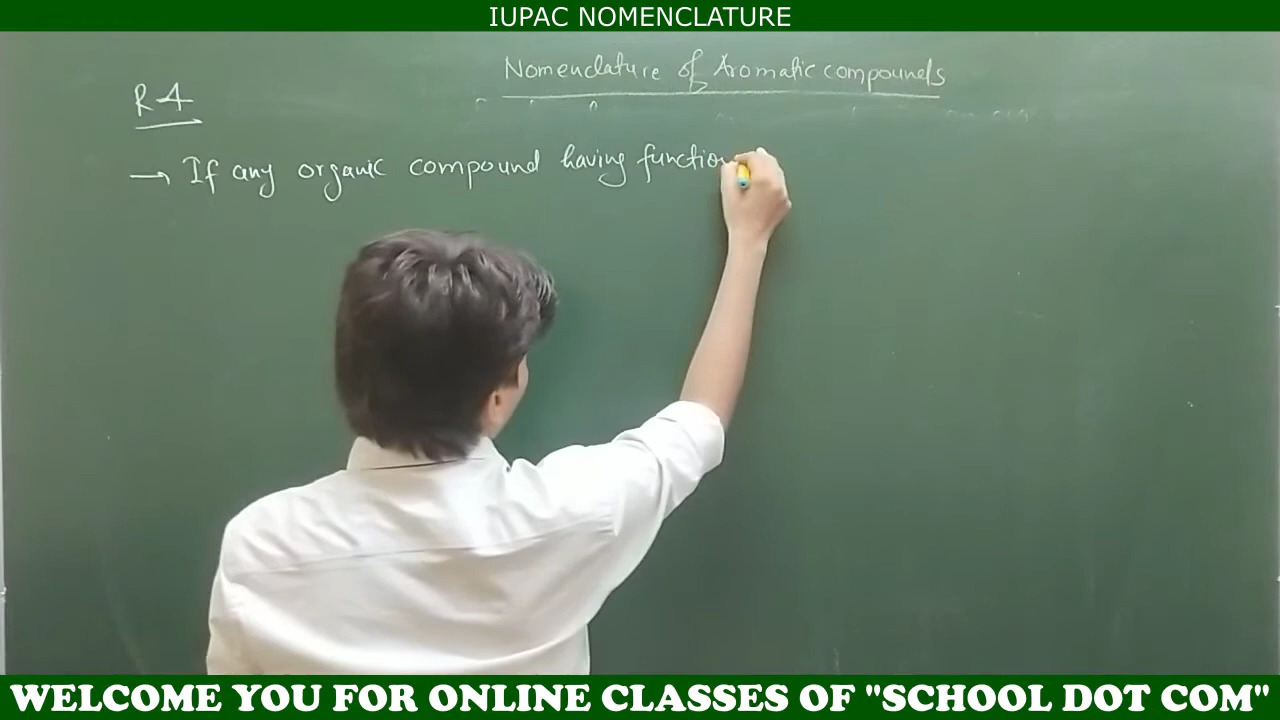 IUPAC NOMENCLATURE
Nomenclature of Aromatic compounds
R4
→ If any organic compound having function
WELCOME YOU FOR ONLINE CLASSES OF "SCHOOL DOT COM"